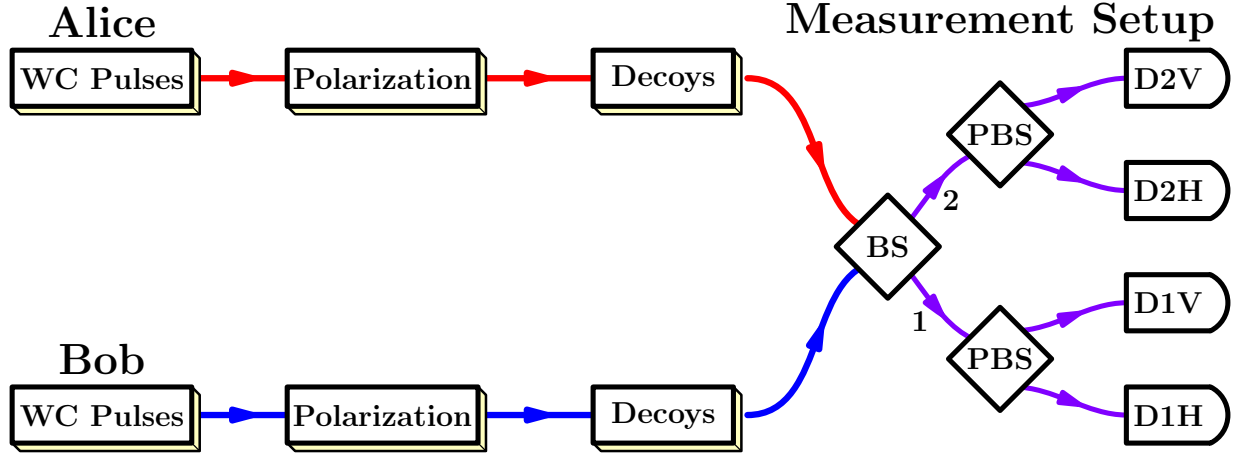 Alice
Measurement Setup
WC Pulses
Polarization
Decoys
D2V
PBS
D2H
2
BS
1
D1V
PBS
D1H
Bob
WC Pulses
Polarization
Decoys